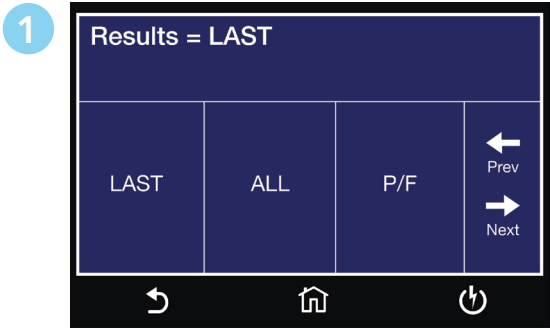 1
Results = LAST
LAST
ALL
P/F
Prev
Next